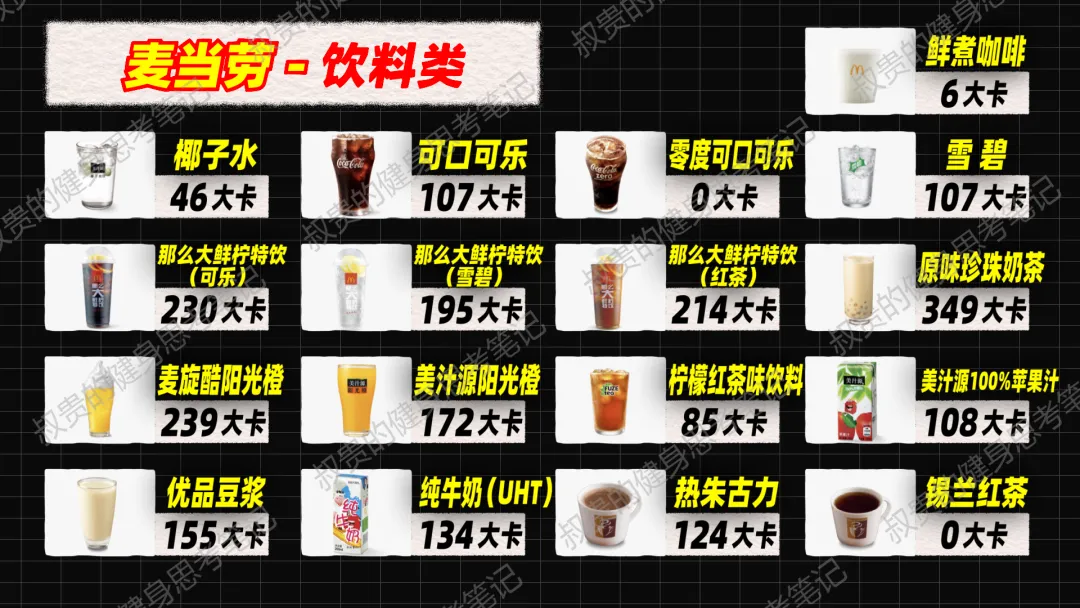 麦当劳 - 饮料类
鲜煮咖啡
6大卡
椰子水
46大卡
可口可乐
107大卡
零度可口可乐
0大卡
雪碧
107大卡
那么大鲜柠特饮
（可乐）
230大卡
那么大鲜柠特饮
（雪碧）
195大卡
那么大鲜柠特饮
（红茶）
214大卡
原味珍珠奶茶
349大卡
麦旋酷阳光橙
239大卡
美汁源阳光橙
172大卡
柠檬红茶味饮料
85大卡
美汁源100%苹果汁
108大卡
优品豆浆
155大卡
纯牛奶（UHT）
134大卡
热朱古力
124大卡
锡兰红茶
0大卡
叔贵的健身思考笔记